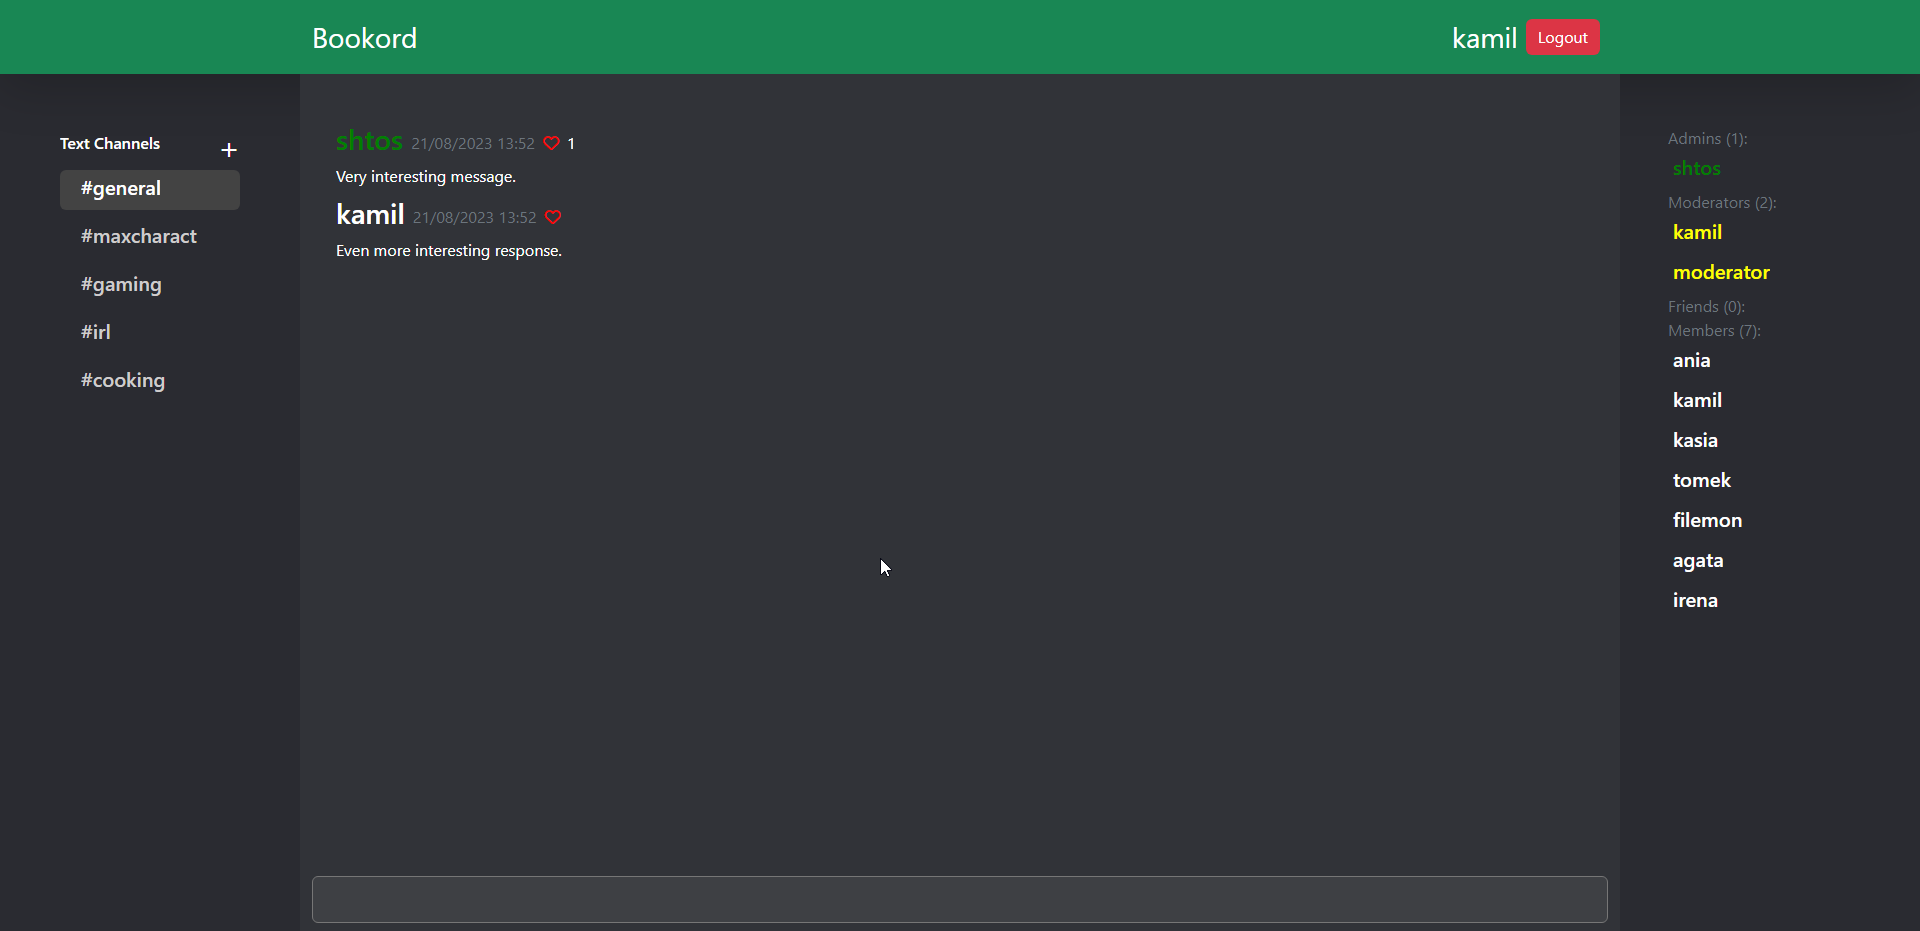 Bookord
kamil Logout
Text Channels +
#general
#maxcharact
#gaming
#irl
#cooking
shtos 21/08/2023 13:52 1
Very interesting message.
kamil 21/08/2023 13:52
Even more interesting response.
Admins (1):
shtos
Moderators (2):
kamil
moderator
Friends (0):
Members (7):
ania
kamil
kasia
tomek
filemon
agata
irena